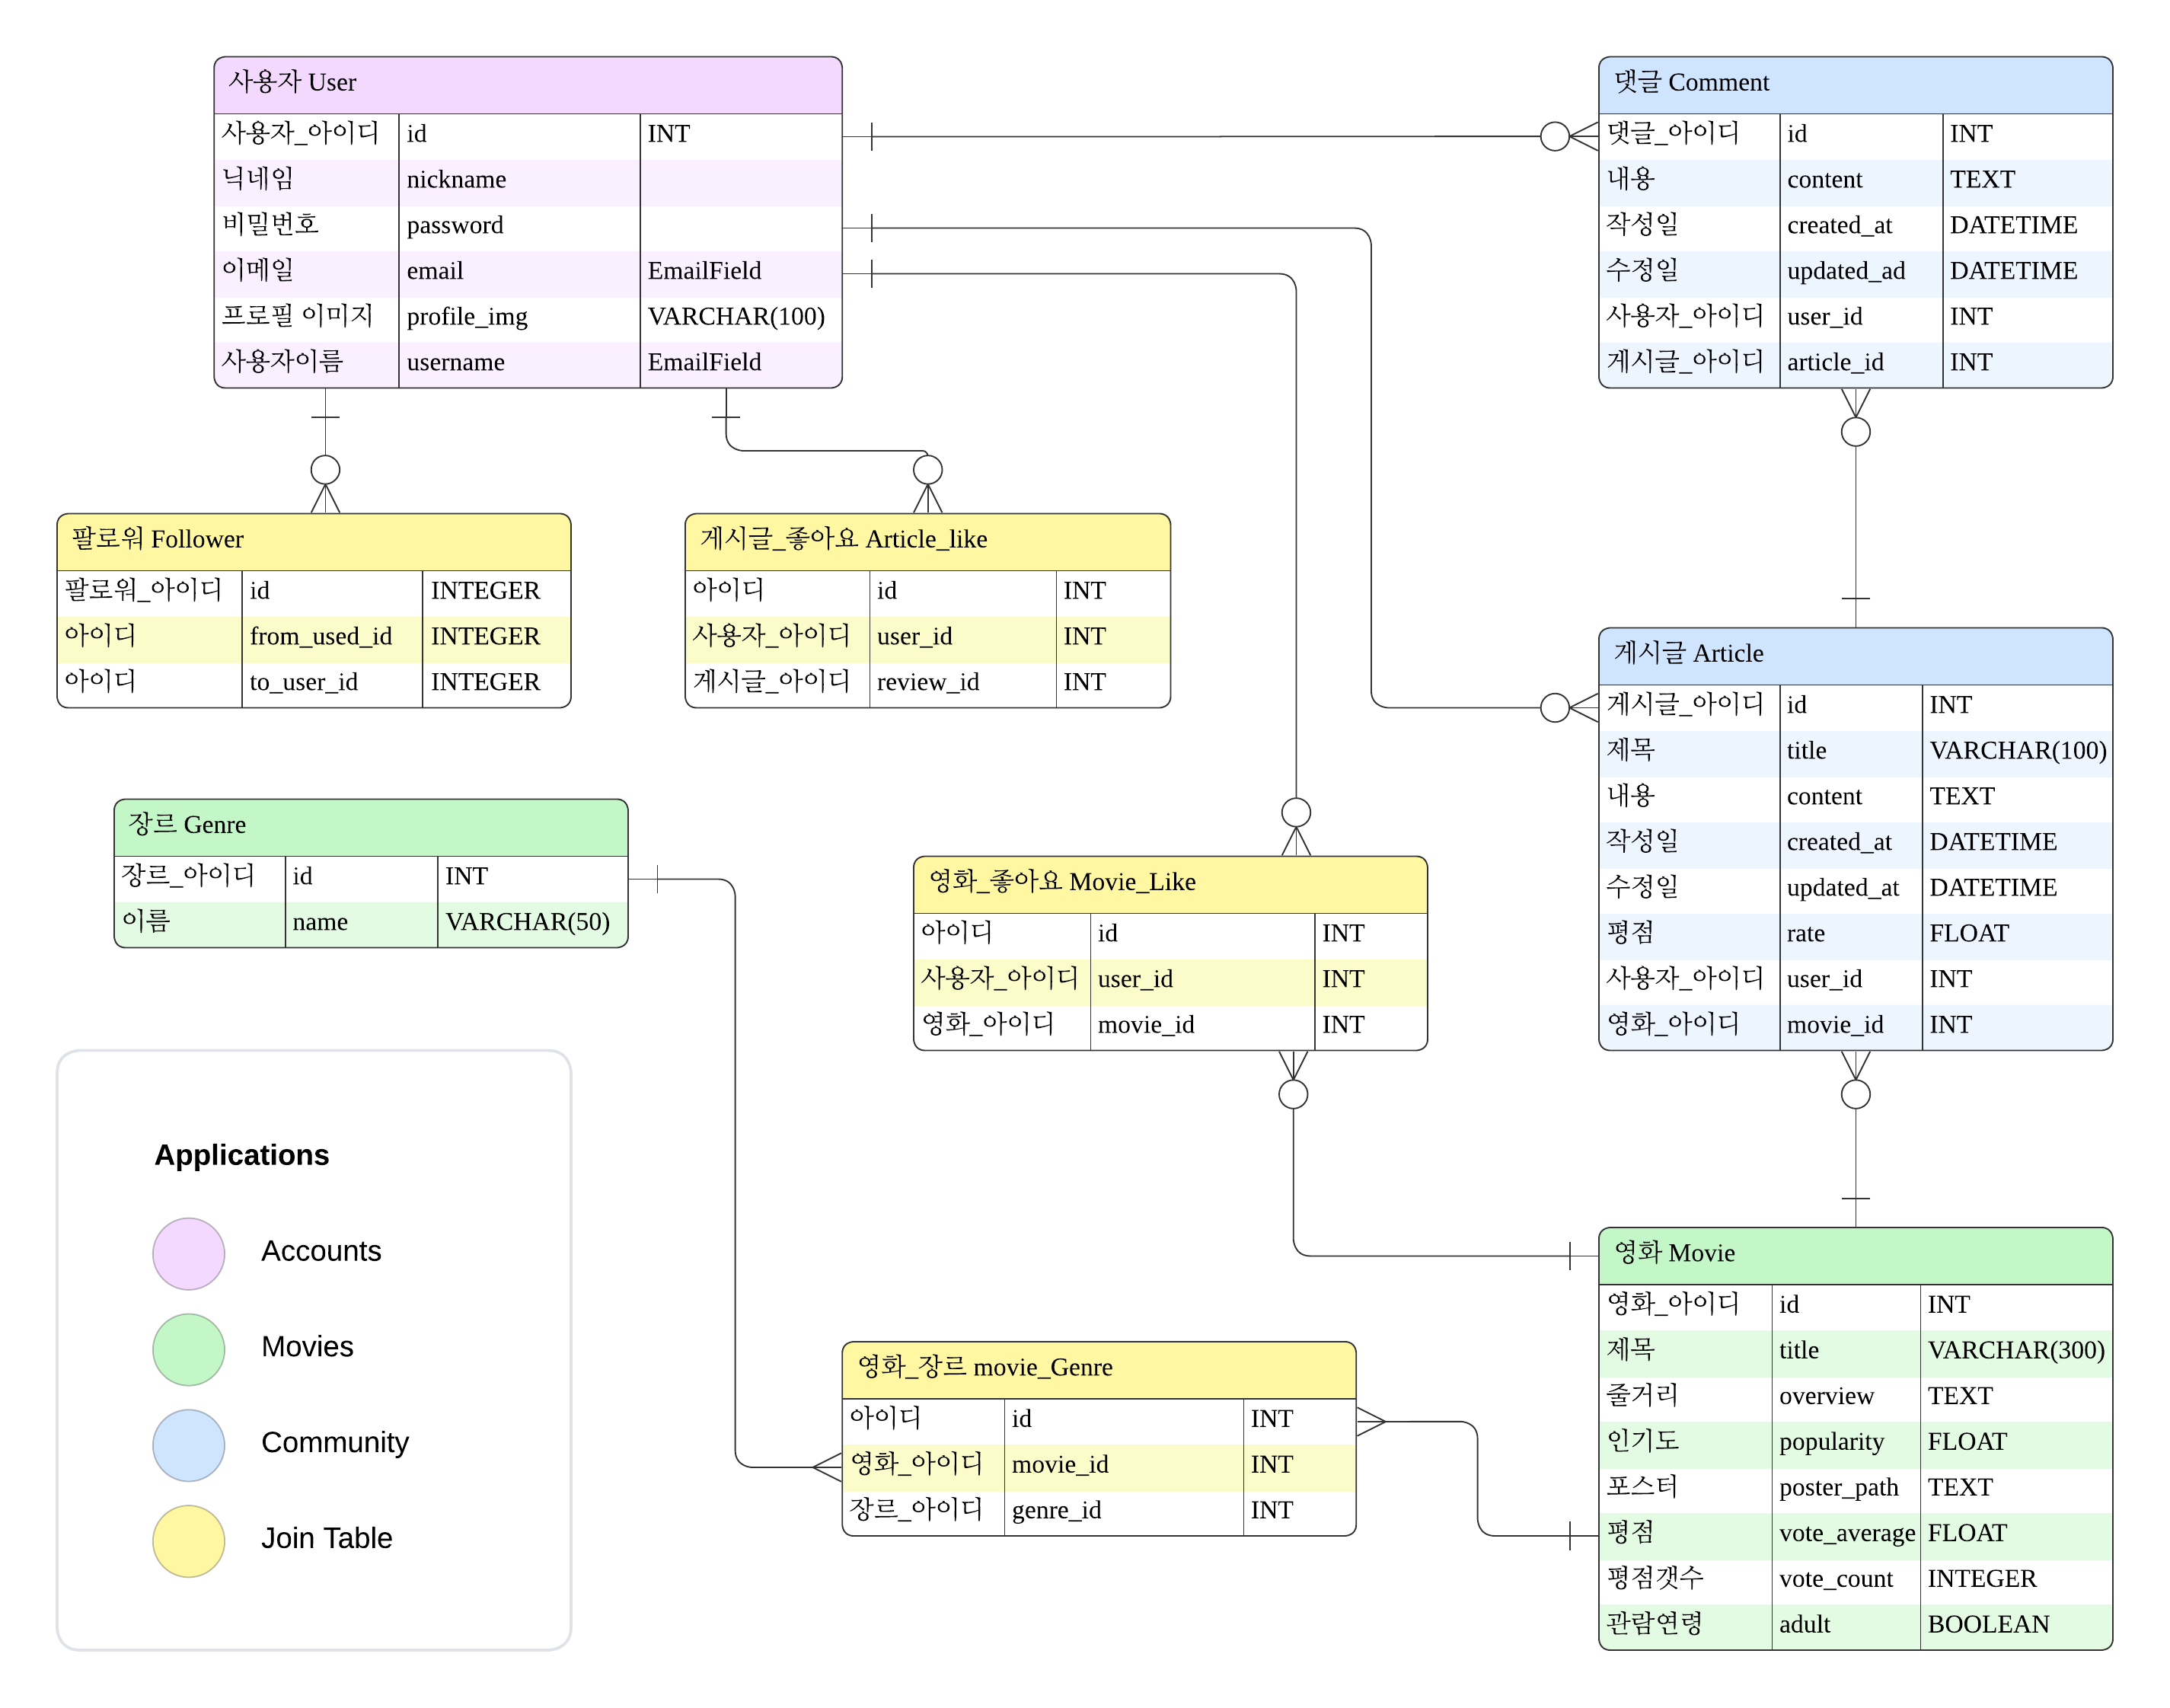 사용자 User
사용자_아이디 id INT
닉네임 nickname
비밀번호 password
이메일 email EmailField
프로필 이미지 profile_img VARCHAR(100)
사용자이름 username EmailField
댓글 Comment
댓글_아이디 id INT
내용 content TEXT
작성일 created_at DATETIME
수정일 updated_ad DATETIME
사용자_아이디 user_id INT
게시글_아이디 article_id INT
팔로워 Follower
팔로워_아이디 id INTEGER
아이디 from_used_id INTEGER
아이디 to_user_id INTEGER
게시글_좋아요 Article_like
아이디 id INT
사용자_아이디 user_id INT
게시글_아이디 review_id INT
게시글 Article
게시글_아이디 id INT
제목 title VARCHAR(100)
내용 content TEXT
작성일 created_at DATETIME
수정일 updated_at DATETIME
평점 rate FLOAT
사용자_아이디 user_id INT
영화_아이디 movie_id INT
장르 Genre
장르_아이디 id INT
이름 name VARCHAR(50)
영화_좋아요 Movie_Like
아이디 id INT
사용자_아이디 user_id INT
영화_아이디 movie_id INT
Applications
Accounts
Movies
Community
Join Table
영화_장르 movie_Genre
아이디 id INT
영화_아이디 movie_id INT
장르_아이디 genre_id INT
영화 Movie
영화_아이디 id INT
제목 title VARCHAR(300)
줄거리 overview TEXT
인기도 popularity FLOAT
포스터 poster_path TEXT
평점 vote_average FLOAT
평점갯수 vote_count INTEGER
관람연령 adult BOOLEAN